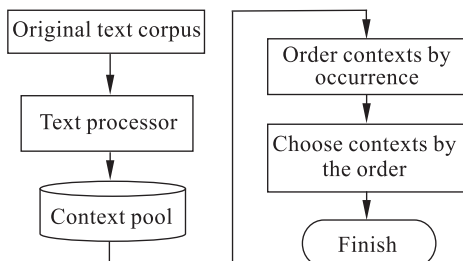 Original text corpus
Text processor
Context pool
Order contexts by
occurrence
Choose contexts by
the order
Finish